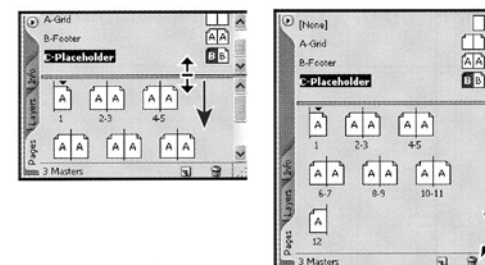 A-Grid
B-Footer
A A
C-Placeholder
B B
A
A A
A A
1
2-3
4-5
A A
A A
A A
3 Masters
Info
Layers
Pages
[None]
A-Grid
B-Footer
A A
C-Placeholder
B B
A
A A
A A
1
2-3
4-5
A A
A A
A A
6-7
8-9
10-11
A
12
3 Masters
Info
Layers
Pages